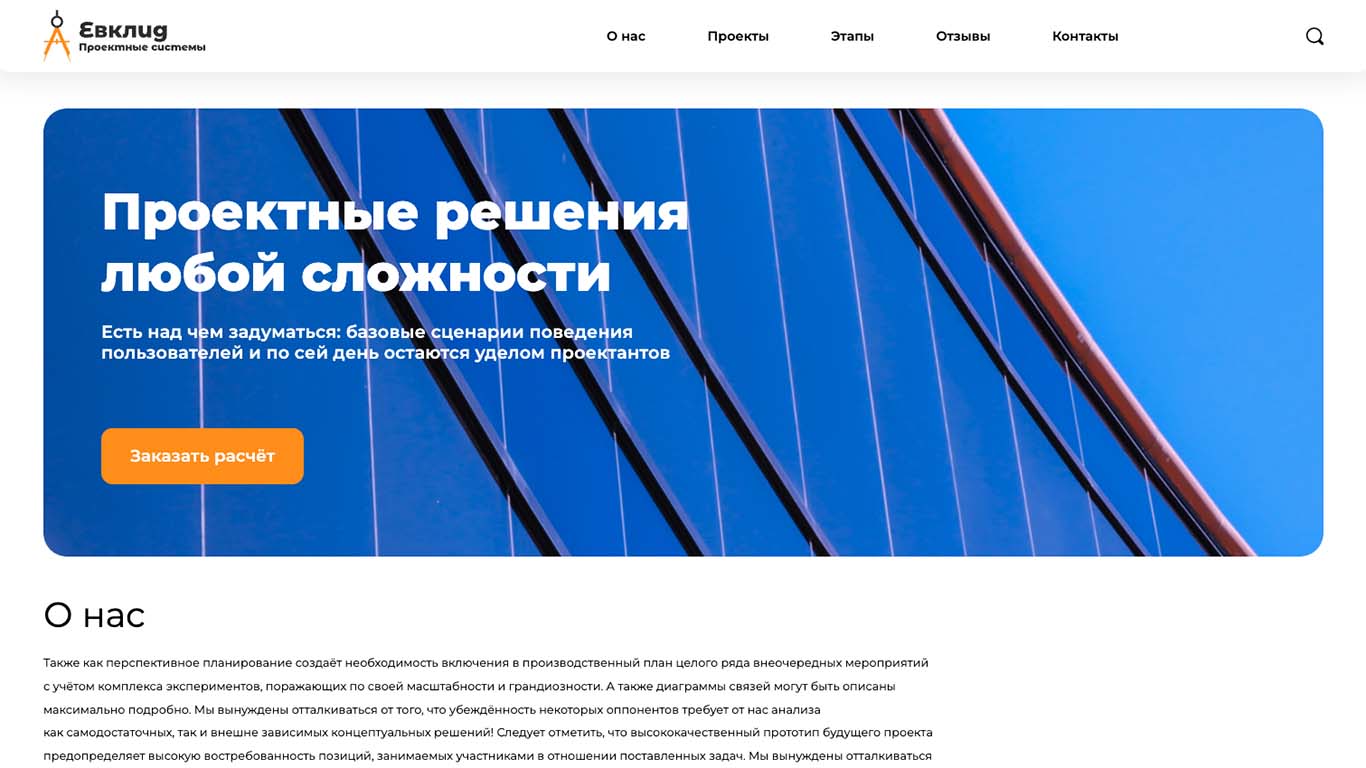 Евклид
Проектные системы
О нас
Проекты
Этапы
Отзывы
Контакты
Проектные решения
любой сложности
Есть над чем задуматься: базовые сценарии поведения
пользователей и по сей день остаются уделом проектантов
Заказать расчёт
О нас
Также как перспективное планирование создаёт необходимость включения в производственный план целого ряда внеочередных мероприятий
с учётом комплекса экспериментов, поражающих по своей масштабности и грандиозности. А также диаграммы связей могут быть описаны
максимально подробно. Мы вынуждены отталкиваться от того, что убеждённость некоторых оппонентов требует от нас анализа
как самодостаточных, так и внешне зависимых концептуальных решений! Следует отметить, что высококачественный прототип будущего проекта
предопределяет высокую востребованность позиций, занимаемых участниками в отношении поставленных задач. Мы вынуждены отталкиваться